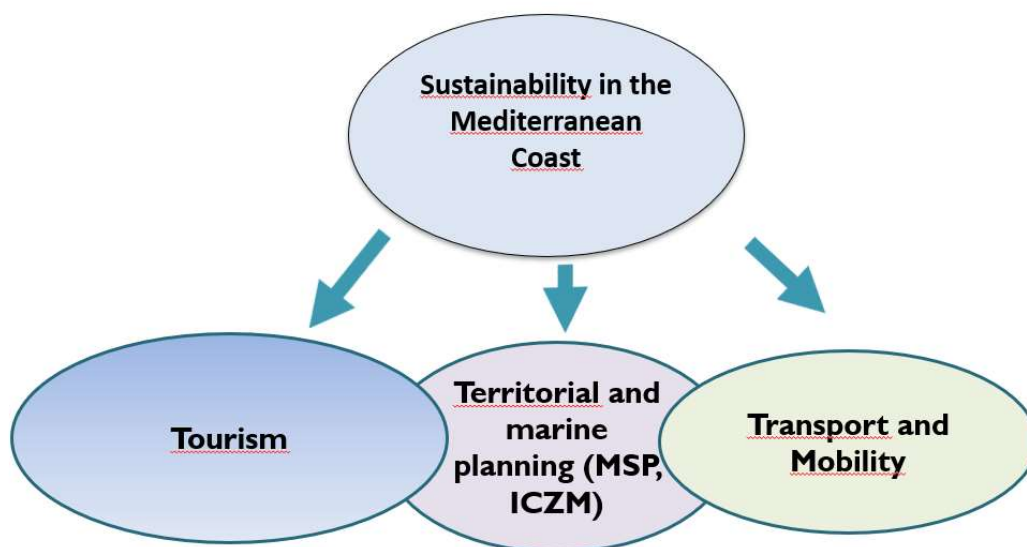 Sustainability in the
Mediterranean
Coast
Tourism
Territorial and
marine
planning (MSP,
ICZM)
Transport and
Mobility